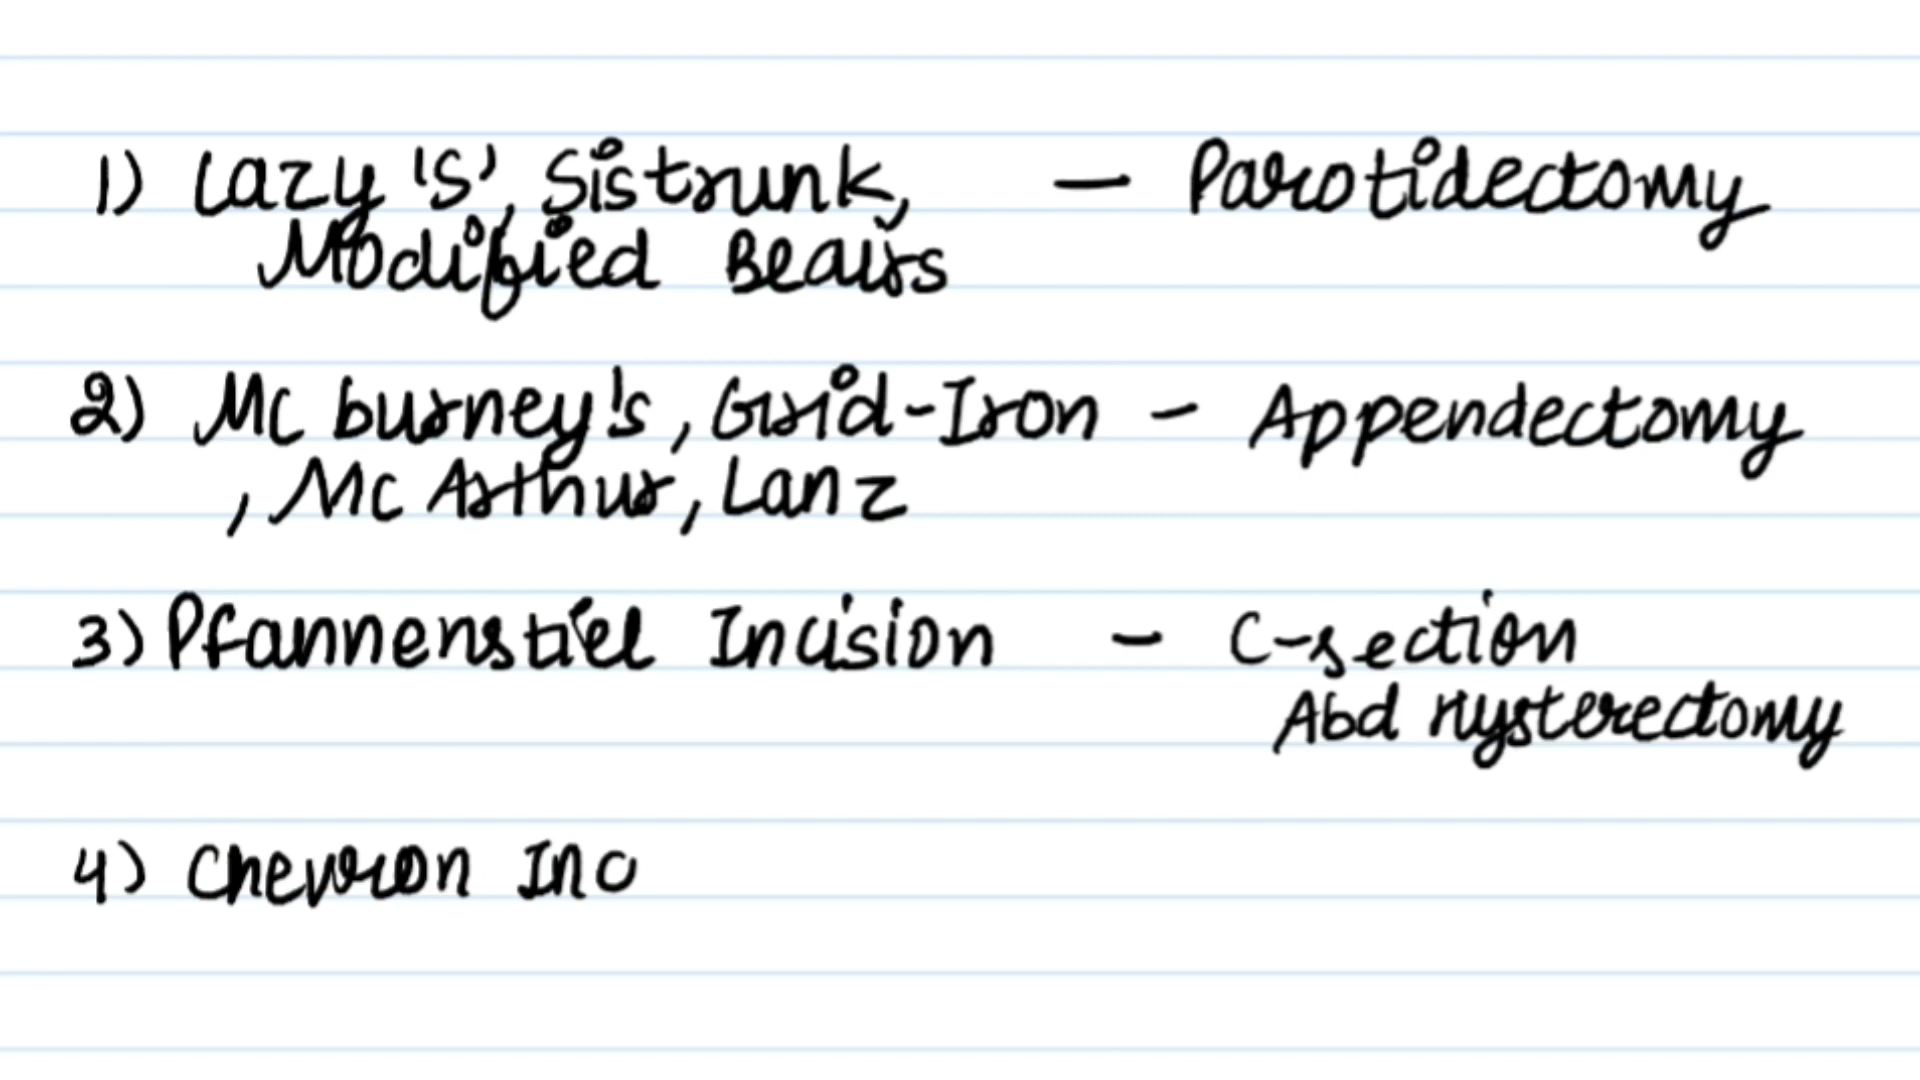 1) Lazy 'S', Sistrunk, - Parotidectomy
Modified Beairs
2) Mc burney's, Grid-Iron - Appendectomy
, Mc Arthur, Lanz
3) Pfannenstiel Incision - C-section
Abd Hysterectomy
4) Chevron Inc